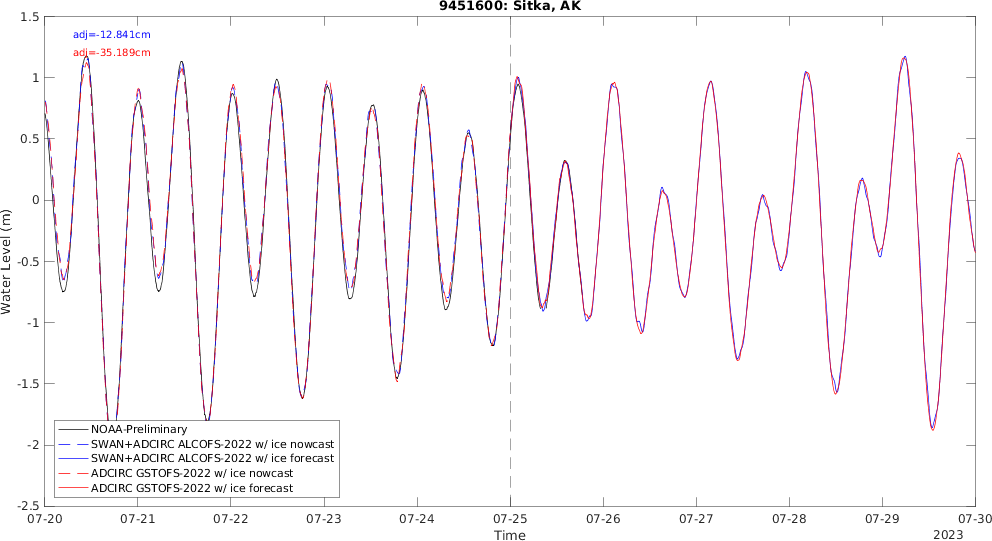 9451600: Sitka, AK
adj=-12.841cm
adj=-35.189cm
Water Level (m)
1.5
1
0.5
0
-0.5
-1
-1.5
-2
-2.5
NOAA-Preliminary
SWAN+ADCIRC ALCOFS-2022 w/ ice nowcast
SWAN+ADCIRC ALCOFS-2022 w/ ice forecast
ADCIRC GSTOFS-2022 w/ ice nowcast
ADCIRC GSTOFS-2022 w/ ice forecast
07-20 07-21 07-22 07-23 07-24 07-25 07-26 07-27 07-28 07-29 07-30
Time
2023